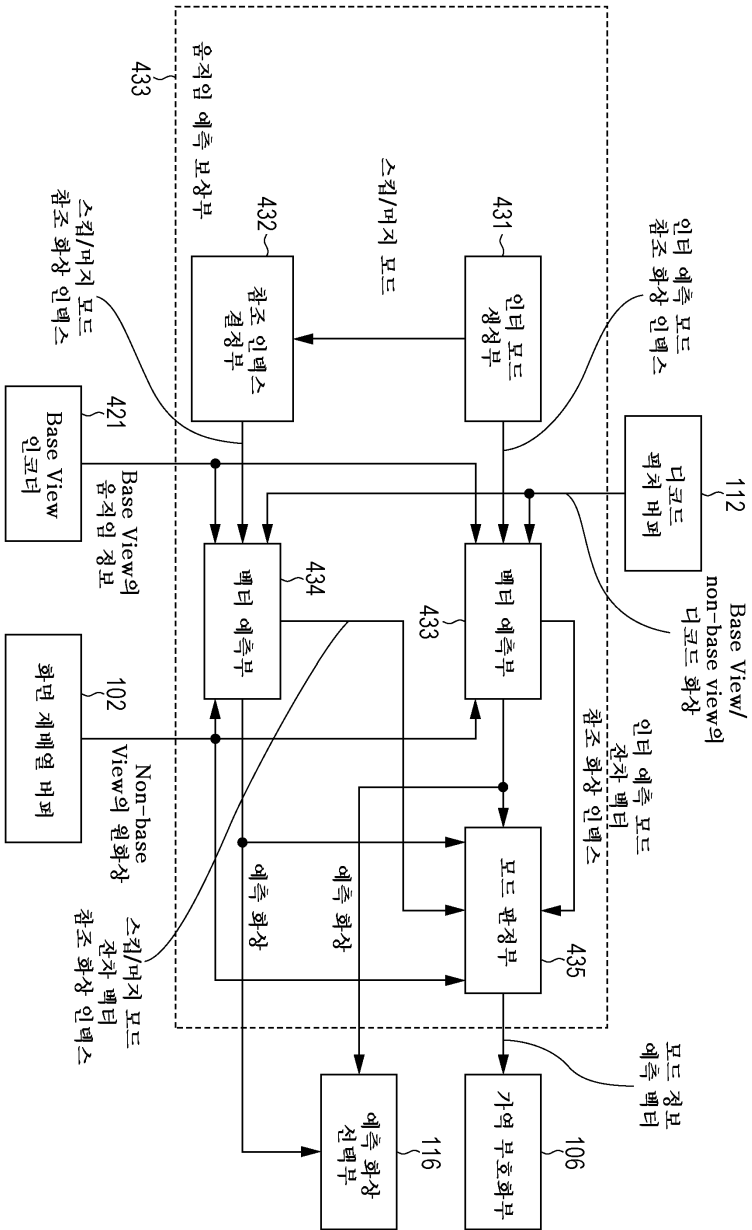 112
디코드
픽처 버퍼
Base View/
non-base view의
디코드 화상
인터 예측 모드
참조 화상 인덱스
인터 예측 모드
잔차 벡터
참조 화상 인덱스
모드 정보
예측 벡터
431
인터 모드
생성부
433
벡터 예측부
435
모드 판정부
106
가역 부호화부
스킵/머지 모드
예측 화상
116
예측 화상
선택부
432
참조 인덱스
결정부
434
벡터 예측부
예측 화상
움직임 예측 보상부
433
스킵/머지 모드
참조 화상 인덱스
Base View의
움직임 정보
Non-base
View의 원화상
스킵/머지 모드
잔차 벡터
참조 화상 인덱스
421
Base View
인코더
102
화면 재배열 버퍼